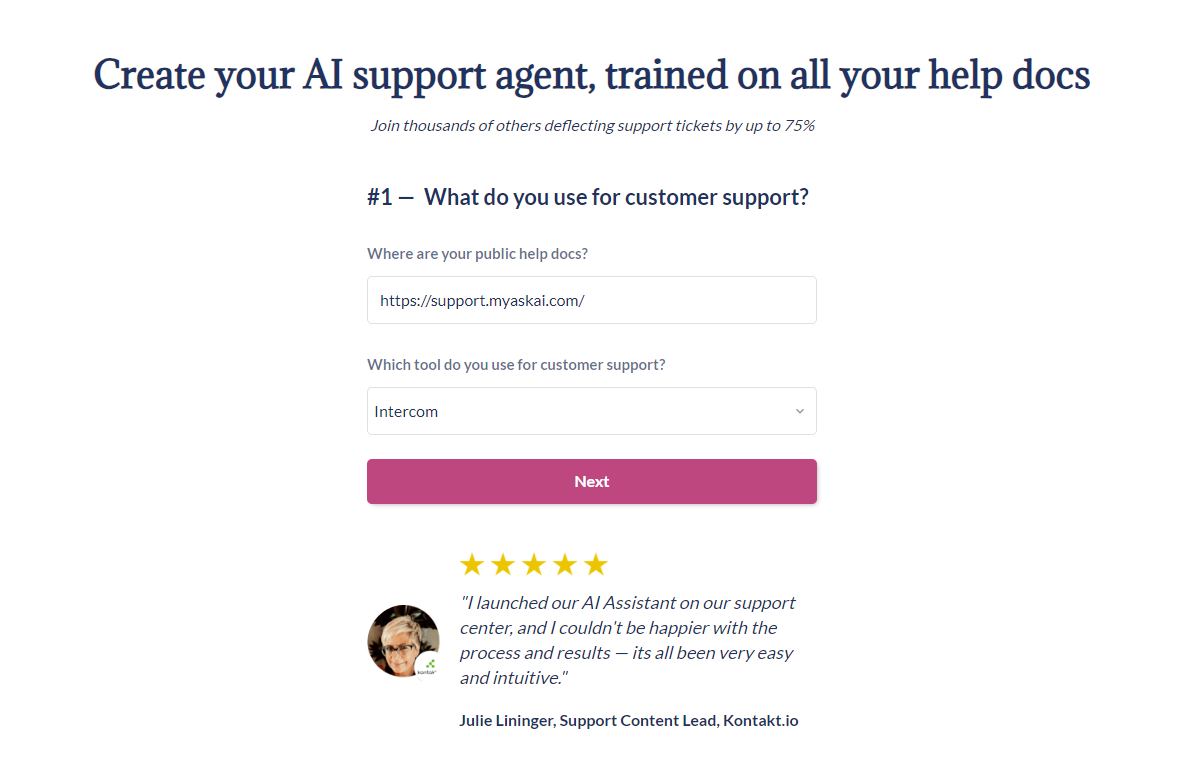 Create your AI support agent, trained on all your help docs
Join thousands of others deflecting support tickets by up to 75%
#1 — What do you use for customer support?
Where are your public help docs?
https://support.myaskai.com/
Which tool do you use for customer support?
Intercom
Next
"I launched our AI Assistant on our support
center, and I couldn't be happier with the
process and results — its all been very easy
and intuitive."
kontakt
Julie Lininger, Support Content Lead, Kontakt.io